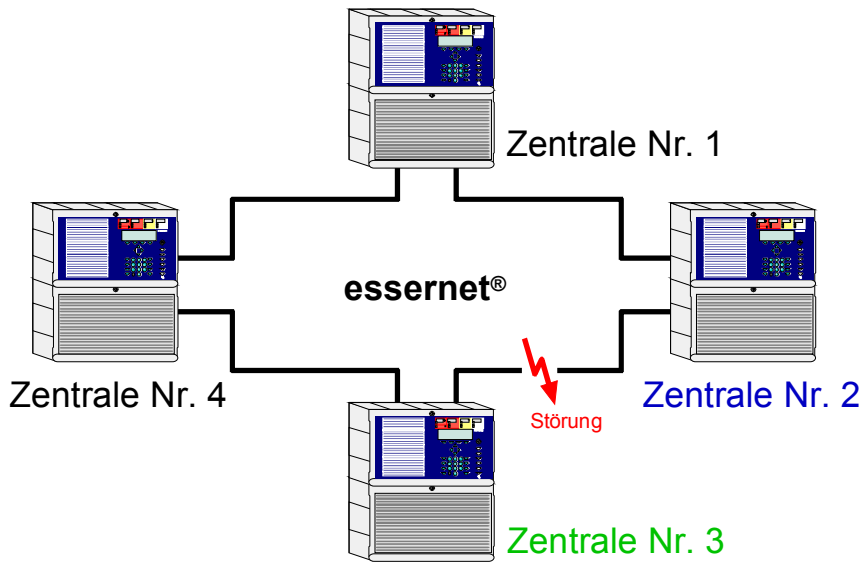 Zentrale Nr. 1
essernet®
Zentrale Nr. 4
Zentrale Nr. 2
Störung
Zentrale Nr. 3